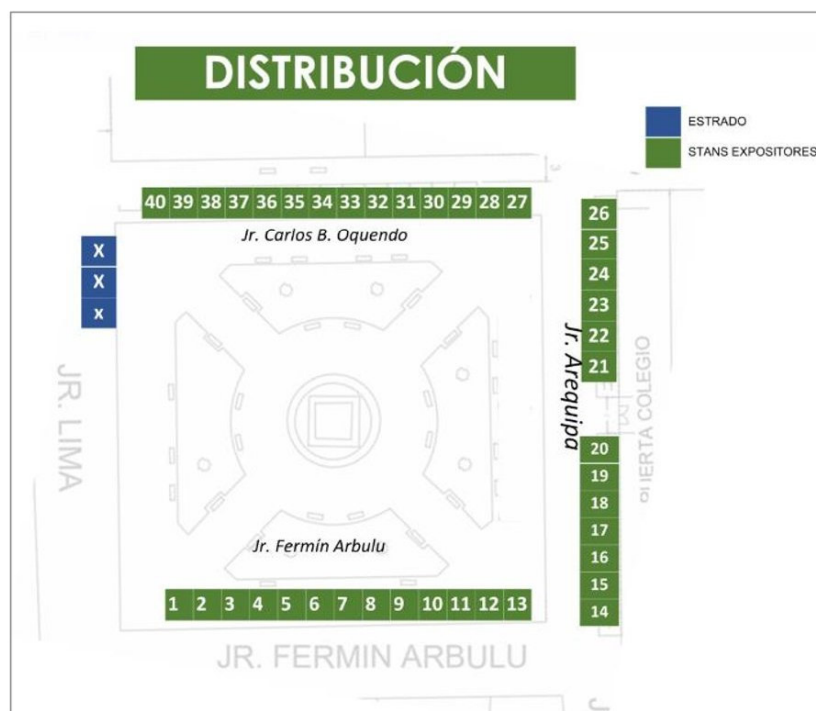 DISTRIBUCIÓN
ESTRADO
STANS EXPOSITORES
40 39 38 37 36 35 34 33 32 31 30 29 28 27
Jr. Carlos B. Oquendo
X
X
x
26
25
24
23
22
21
Jr. Arequipa
JR. LIMA
20
19
18
17
16
15
14
Jr. Fermín Arbulu
1 2 3 4 5 6 7 8 9 10 11 12 13
JR. FERMIN ARBULU